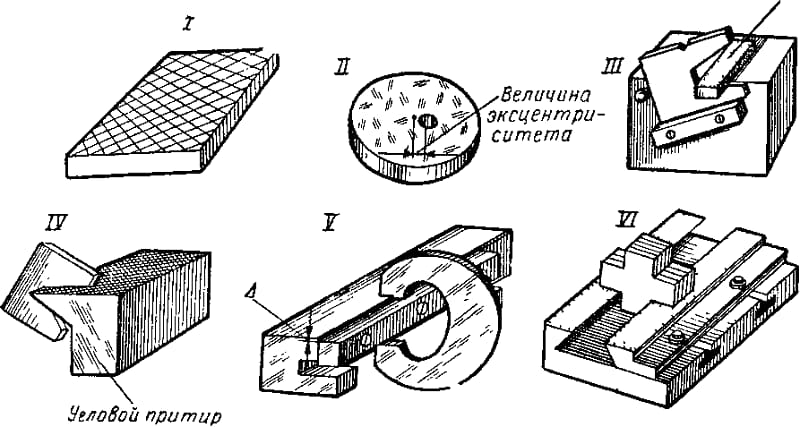 I
II
Величина
эксцентри-
ситета
III
IV
Угловой притир
V
Δ
VI